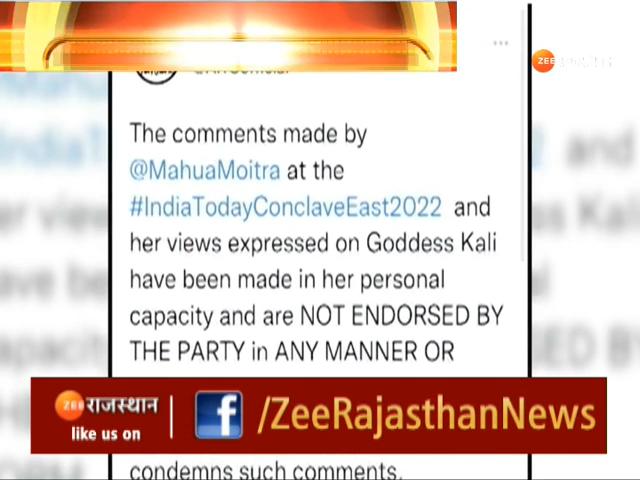 ZEE
The comments made by
@MahuaMoitra at the
#IndiaTodayConclaveEast2022 and
her views expressed on Goddess Kali
have been made in her personal
capacity and are NOT ENDORSED BY
THE PARTY in ANY MANNER OR
ZEE राजस्थान
like us on
f /ZeeRajasthanNews
condemns such comments.